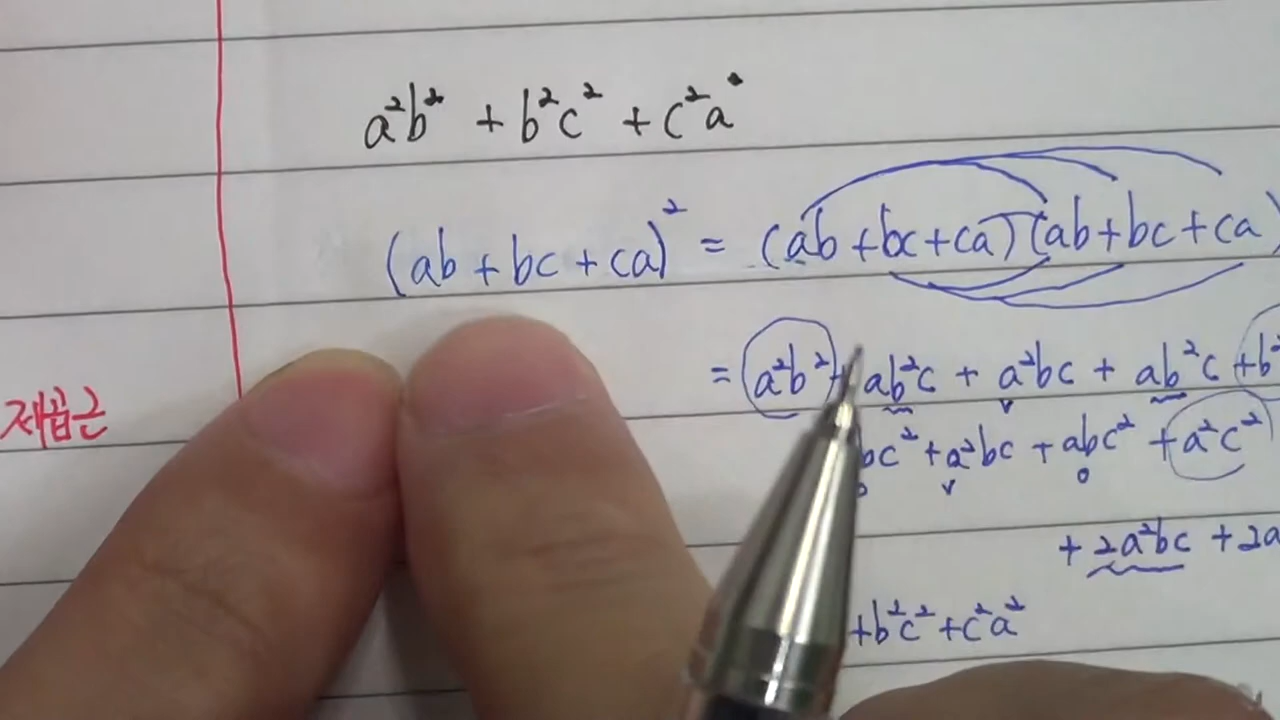 a²b² + b²c² + c²a
(ab + bc + ca)² = (ab + bc + ca)(ab + bc + ca)
= a²b² + ab²c + a²bc + ab²c + b²
제곱근
bc² + a²bc + abc² + a²c²
+ 2a²bc + 2a
+ b²c² + c²a²